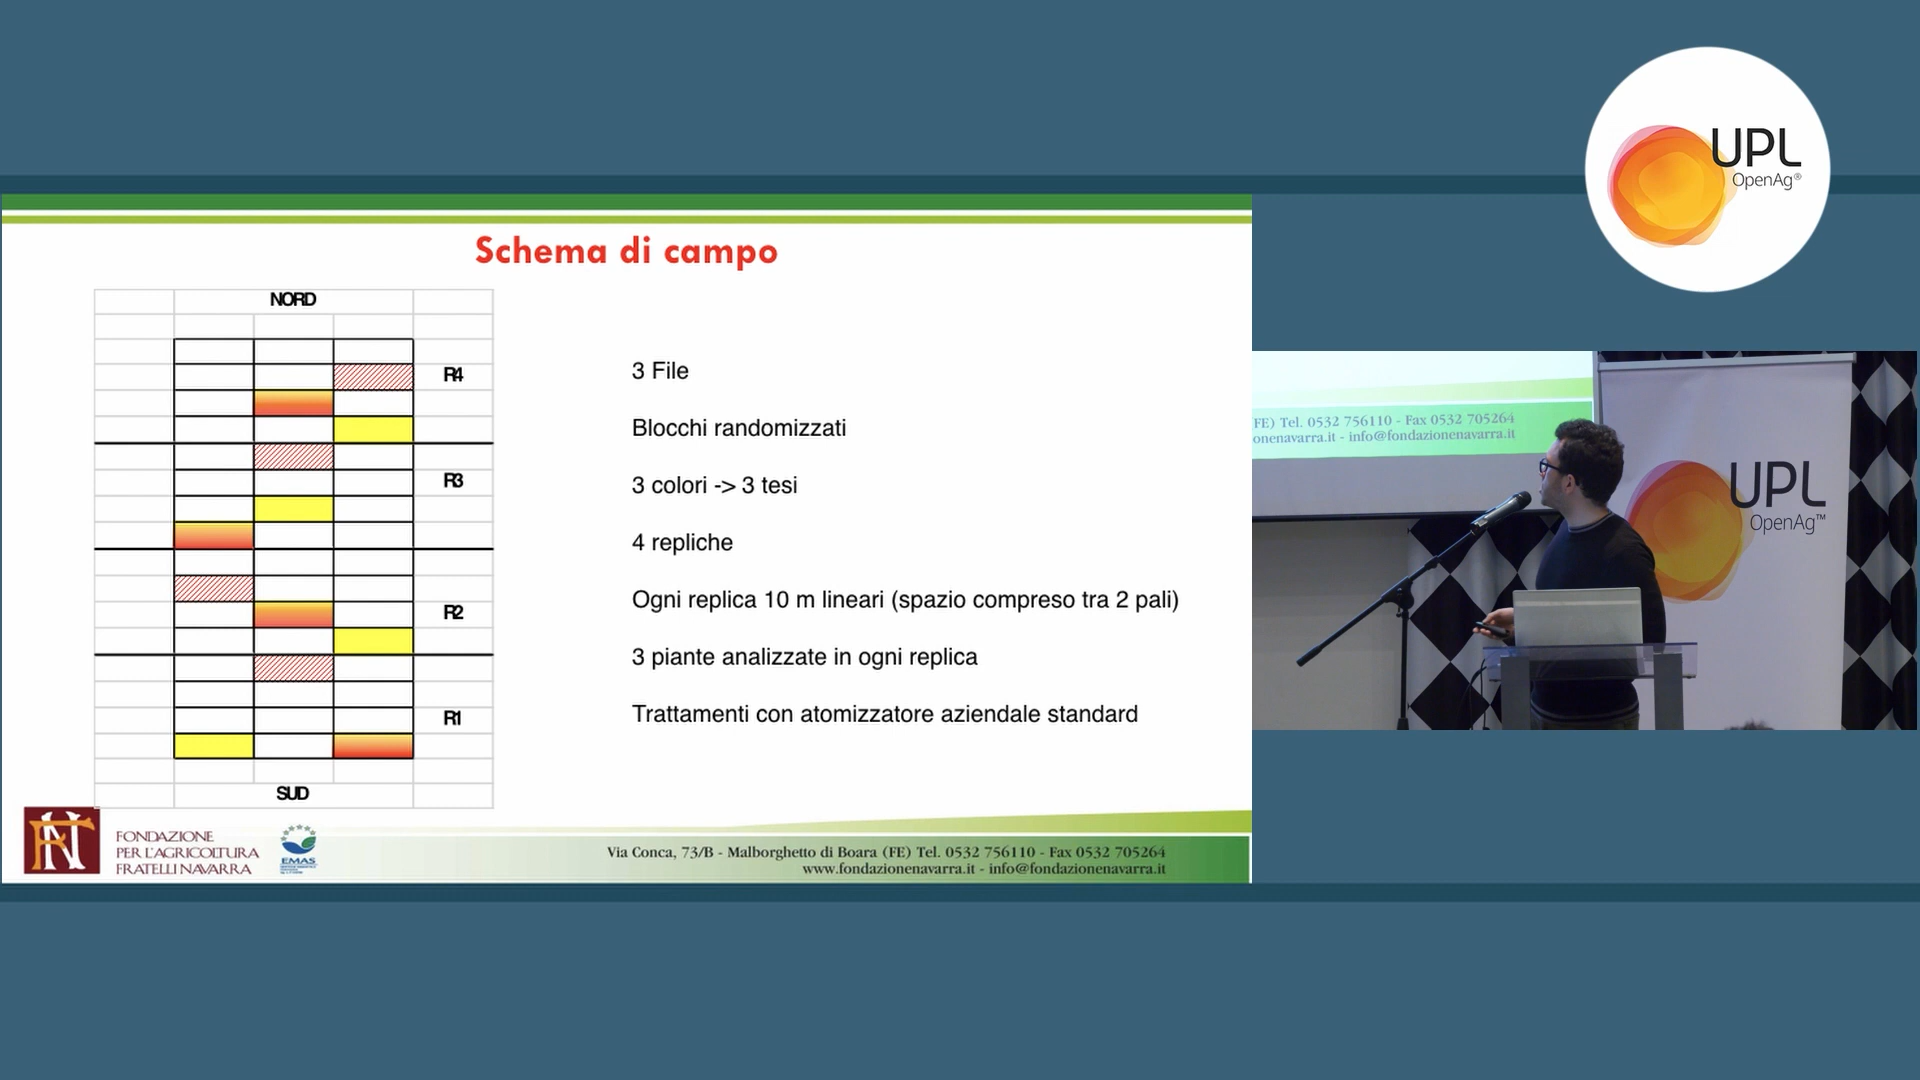 UPL
OpenAg®
Schema di campo
NORD
R4
R3
R2
R1
SUD
3 File
Blocchi randomizzati
3 colori -> 3 tesi
4 repliche
Ogni replica 10 m lineari (spazio compreso tra 2 pali)
3 piante analizzate in ogni replica
Trattamenti con atomizzatore aziendale standard
FONDAZIONE
PER L'AGRICOLTURA
FRATELLI NAVARRA
EMAS
Via Conca, 73/B - Malborghetto di Boara (FE) Tel. 0532 756110 - Fax 0532 705264
www.fondazionenavarra.it - info@fondazionenavarra.it
FE) Tel. 0532 756110 - Fax 0532 705264
onenavarra.it - info@fondazionenavarra.it
UPL
OpenAg™